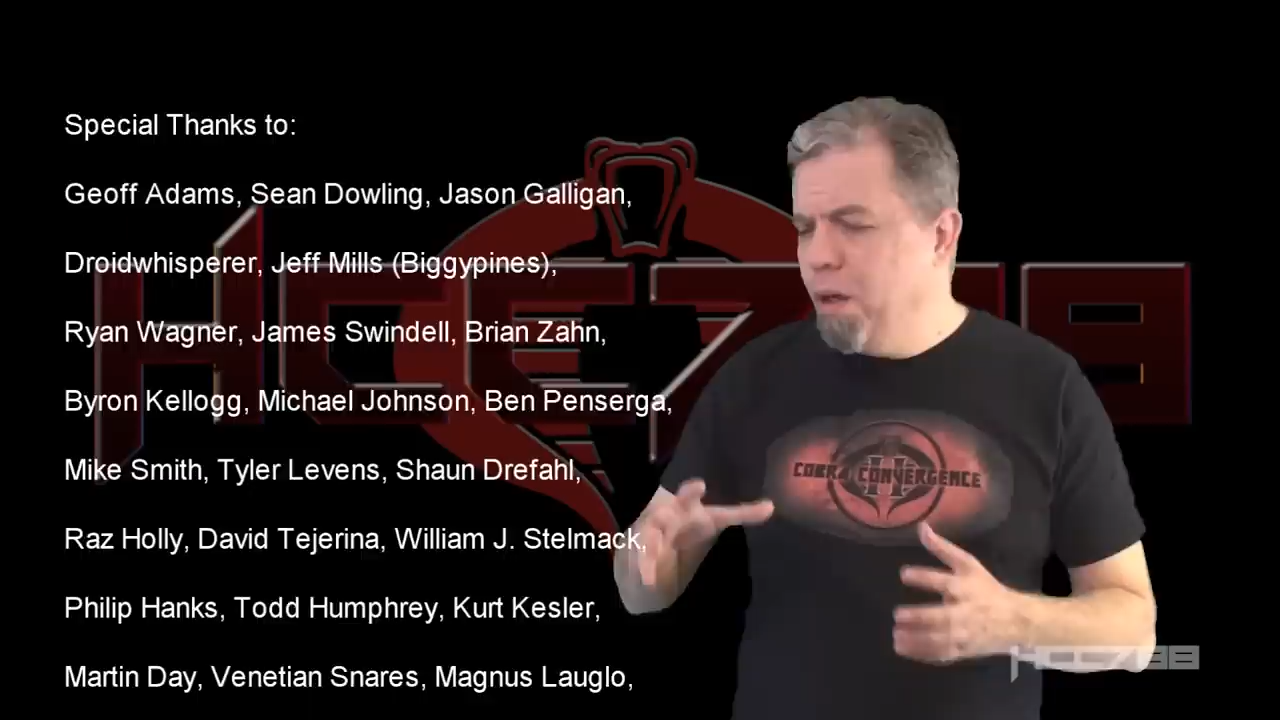 Special Thanks to:
Geoff Adams, Sean Dowling, Jason Galligan,
Droidwhisperer, Jeff Mills (Biggypines),
Ryan Wagner, James Swindell, Brian Zahn,
Byron Kellogg, Michael Johnson, Ben Penserga,
Mike Smith, Tyler Levens, Shaun Drefahl,
Raz Holly, David Tejerina, William J. Stelmack,
Philip Hanks, Todd Humphrey, Kurt Kesler,
Martin Day, Venetian Snares, Magnus Lauglo,
COBRA CONVERGENCE
HCC788